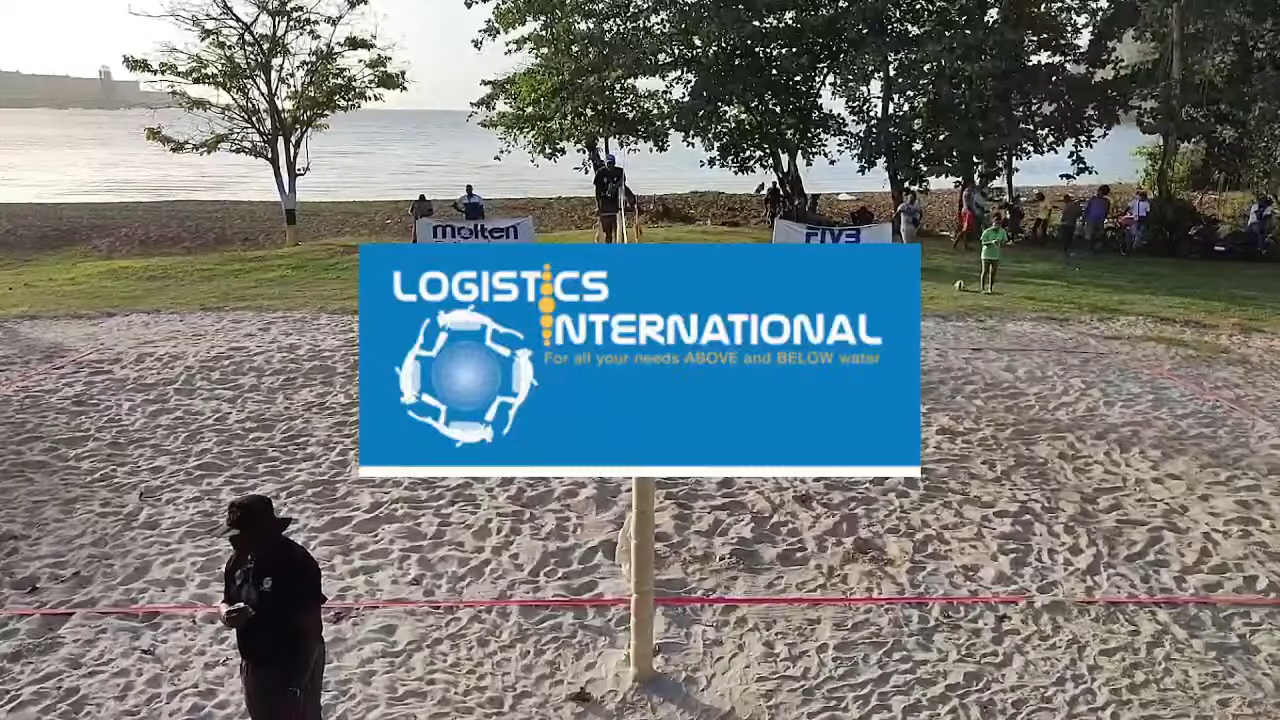 molten
FIVB
LOGISTICS
INTERNATIONAL
For all your needs ABOVE and BELOW water